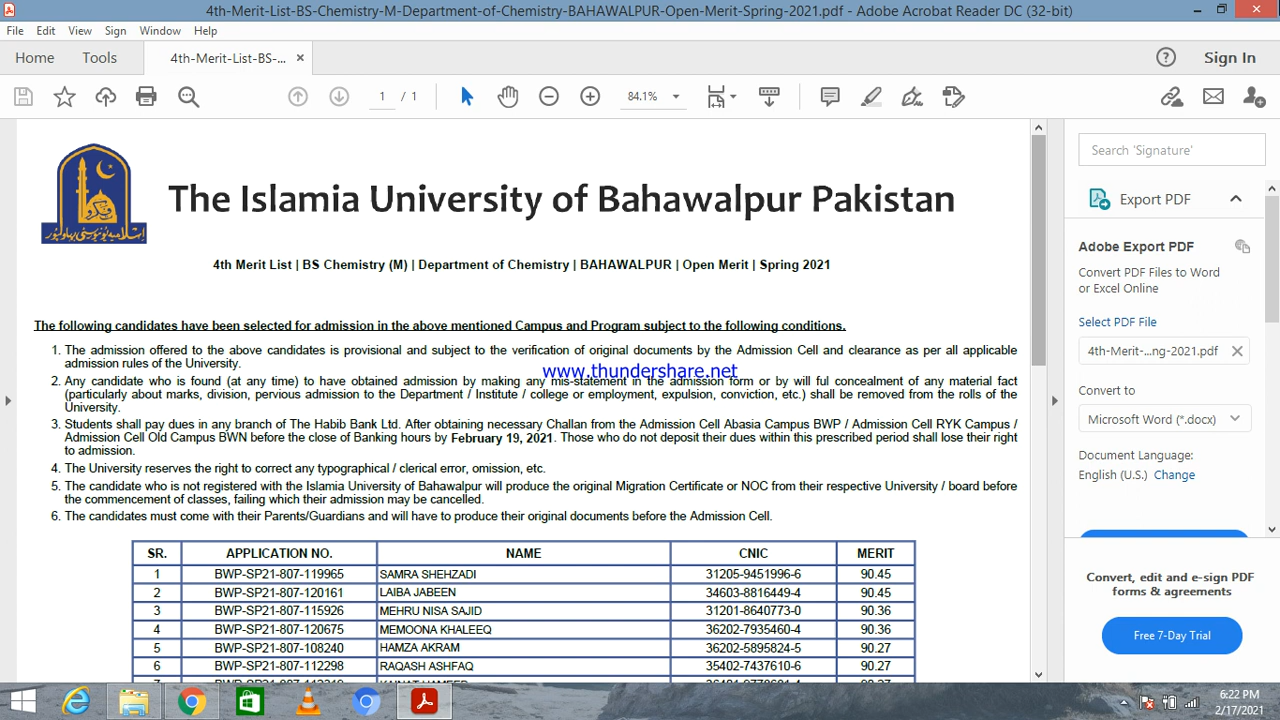 4th-Merit-List-BS-Chemistry-M-Department-of-Chemistry-BAHAWALPUR-Open-Merit-Spring-2021.pdf - Adobe Acrobat Reader DC (32-bit)
File Edit View Sign Window Help
Home Tools 4th-Merit-List-BS-... × Sign In
1 / 1 84.1%
اسلامیہ یونیورسٹی بہاولپور
The Islamia University of Bahawalpur Pakistan
4th Merit List | BS Chemistry (M) | Department of Chemistry | BAHAWALPUR | Open Merit | Spring 2021
The following candidates have been selected for admission in the above mentioned Campus and Program subject to the following conditions.
1. The admission offered to the above candidates is provisional and subject to the verification of original documents by the Admission Cell and clearance as per all applicable
admission rules of the University.
www.thundershare.net
2. Any candidate who is found (at any time) to have obtained admission by making any mis-statement in the admission form or by will ful concealment of any material fact
(particularly about marks, division, pervious admission to the Department / Institute / college or employment, expulsion, conviction, etc.) shall be removed from the rolls of the
University.
3. Students shall pay dues in any branch of The Habib Bank Ltd. After obtaining necessary Challan from the Admission Cell Abasia Campus BWP / Admission Cell RYK Campus /
Admission Cell Old Campus BWN before the close of Banking hours by February 19, 2021. Those who do not deposit their dues within this prescribed period shall lose their right
to admission.
4. The University reserves the right to correct any typographical / clerical error, omission, etc.
5. The candidate who is not registered with the Islamia University of Bahawalpur will produce the original Migration Certificate or NOC from their respective University / board before
the commencement of classes, failing which their admission may be cancelled.
6. The candidates must come with their Parents/Guardians and will have to produce their original documents before the Admission Cell.
SR. APPLICATION NO. NAME CNIC MERIT
1 BWP-SP21-807-119965 SAMRA SHEHZADI 31205-9451996-6 90.45
2 BWP-SP21-807-120161 LAIBA JABEEN 34603-8816449-4 90.45
3 BWP-SP21-807-115926 MEHRU NISA SAJID 31201-8640773-0 90.36
4 BWP-SP21-807-120675 MEMOONA KHALEEQ 36202-7935460-4 90.36
5 BWP-SP21-807-108240 HAMZA AKRAM 36202-5895824-5 90.27
6 BWP-SP21-807-112298 RAQASH ASHFAQ 35402-7437610-6 90.27
Search 'Signature'
Export PDF
Adobe Export PDF
Convert PDF Files to Word
or Excel Online
Select PDF File
4th-Merit-...ng-2021.pdf
Convert to
Microsoft Word (*.docx)
Document Language:
English (U.S.) Change
Convert, edit and e-sign PDF
forms & agreements
Free 7-Day Trial
6:22 PM
2/17/2021